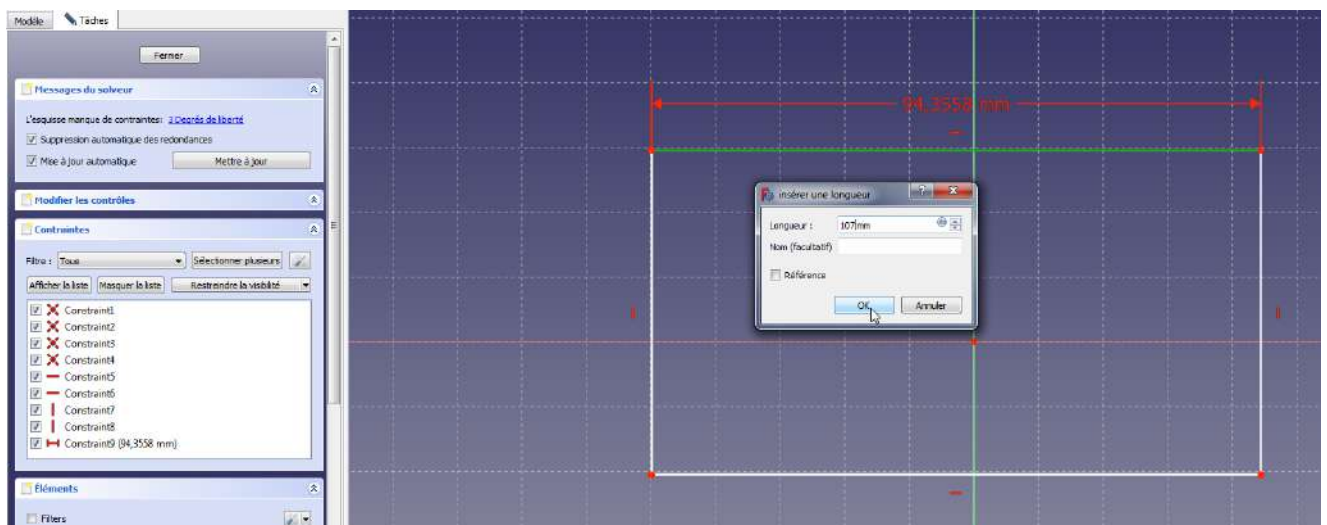 Modèle Tâches
Fermer
Messages du solveur
L'esquisse manque de contraintes: 3 Degrés de liberté
Suppression automatique des redondances
Mise à jour automatique Mettre à jour
Modifier les contrôles
Contraintes
Filtre : Tous Sélectionner plusieurs
Afficher la liste Masquer la liste Restreindre la visibilité
Constraint1
Constraint2
Constraint3
Constraint4
Constraint5
Constraint6
Constraint7
Constraint8
Constraint9 (94,3558 mm)
Éléments
Filters
94,3558 mm
insérer une longueur
Longueur : 107mm
Nom (facultatif)
Référence
OK Annuler